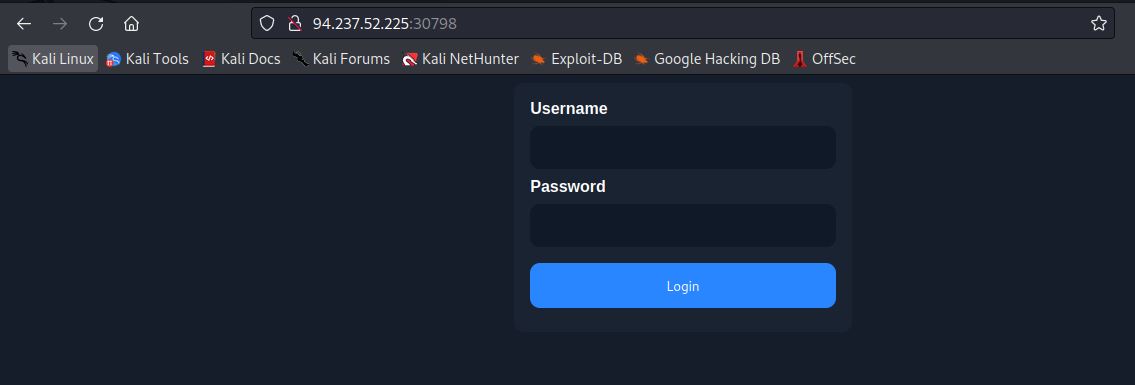 94.237.52.225:30798
Kali Linux Kali Tools Kali Docs Kali Forums Kali NetHunter Exploit-DB Google Hacking DB OffSec
Username
Password
Login